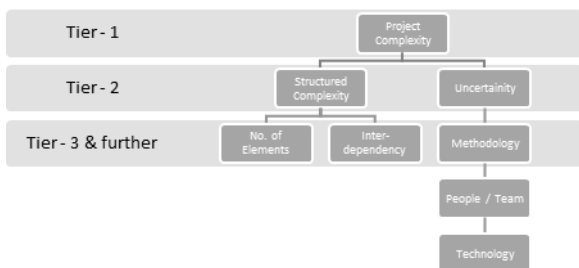 Tier - 1
Project
Complexity
Tier - 2
Structured
Complexity
Uncertainity
Tier - 3 & further
No. of
Elements
Inter-
dependency
Methodology
People / Team
Technology